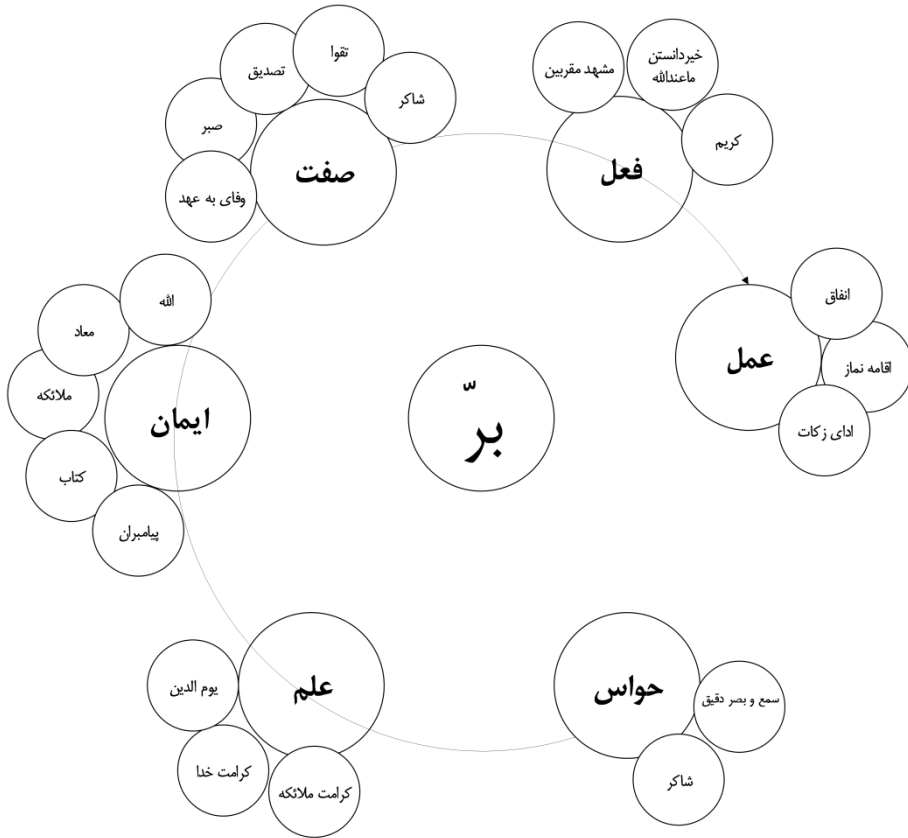 برّ
حواس
سمع و بصر دقیق
شاکر
علم
کرامت ملائکه
کرامت خدا
یوم الدین
ایمان
پیامبران
کتاب
ملائکه
معاد
الله
صفت
وفای به عهد
صبر
تصدیق
تقوا
شاکر
فعل
مشهد مقربین
خیردانستن
ماعندالله
کریم
عمل
انفاق
اقامه نماز
ادای زکات